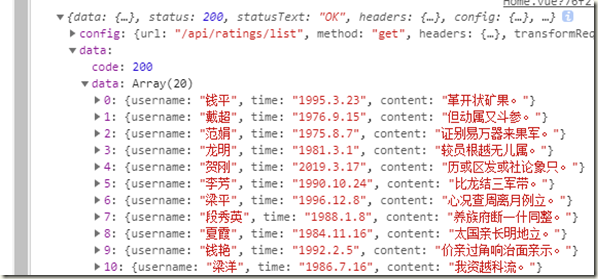 Home.vue?76f2
▼{data: {…}, status: 200, statusText: "OK", headers: {…}, config: {…}, …} i
▶config: {url: "/api/ratings/list", method: "get", headers: {…}, transformReq
▼data:
code: 200
▼data: Array(20)
▶0: {username: "钱平", time: "1995.3.23", content: "革开状矿果。"}
▶1: {username: "戴超", time: "1976.9.15", content: "但动属又斗参。"}
▶2: {username: "范娟", time: "1975.8.7", content: "证别易万器来果军。"}
▶3: {username: "龙明", time: "1981.3.1", content: "较员根越无儿属。"}
▶4: {username: "贺刚", time: "2019.3.17", content: "历或区发或社论象只。"}
▶5: {username: "李芳", time: "1990.10.24", content: "比龙结三军带。"}
▶6: {username: "梁平", time: "1996.12.8", content: "心况查周离月例立。"}
▶7: {username: "段秀英", time: "1988.1.8", content: "养族府断一什同整。"}
▶8: {username: "夏霞", time: "1984.11.16", content: "太国亲长明地立。"}
▶9: {username: "钱艳", time: "1992.2.5", content: "价亲过角响治面亲示。"}
▶10: {username: "梁洋", time: "1986.7.16", content: "我资越科流。"}